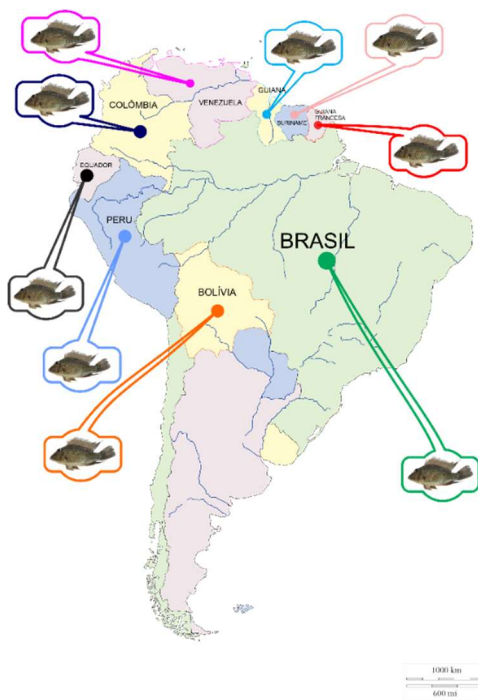 GUIANA
COLÔMBIA
VENEZUELA
GUIANA
FRANCESA
SURINAME
EQUADOR
PERU
BRASIL
BOLÍVIA
1000 km
600 mi